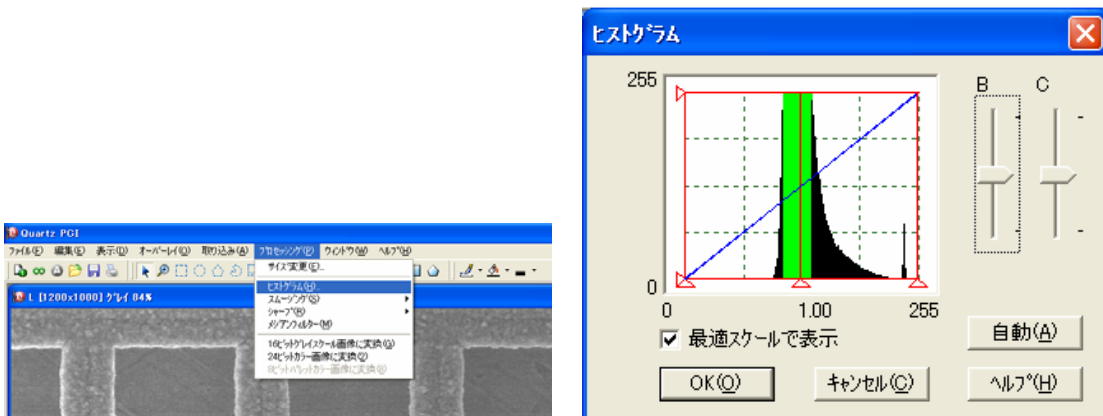 Quartz PCI
ﾌｧｲﾙ(F) 編集(E) 表示(D) ｵｰﾊﾞｰﾚｲ(O) 取り込み(A) ﾌﾟﾛｾｯｼﾝｸﾞ(P) ｳｨﾝﾄﾞｳ(W) ﾍﾙﾌﾟ(H)
L [1200x1000] ｸﾞﾚｲ 84%
ｻｲｽﾞ変更(E)...
ﾋｽﾄｸﾞﾗﾑ(H)...
ｽﾑｰｼﾞﾝｸﾞ(S)
ｼｬｰﾌﾟ(R)
ﾒｼﾞｱﾝﾌｨﾙﾀｰ(M)
16ﾋﾞｯﾄｸﾞﾚｲｽｹｰﾙ画像に変換(G)
24ﾋﾞｯﾄｶﾗｰ画像に変換(2)
8ﾋﾞｯﾄﾊﾟﾚｯﾄｶﾗｰ画像に変換(8)
ﾋｽﾄｸﾞﾗﾑ
255
B C
0
0 1.00 255
最適スケールで表示
自動(A)
OK(O) ｷｬﾝｾﾙ(C) ﾍﾙﾌﾟ(H)